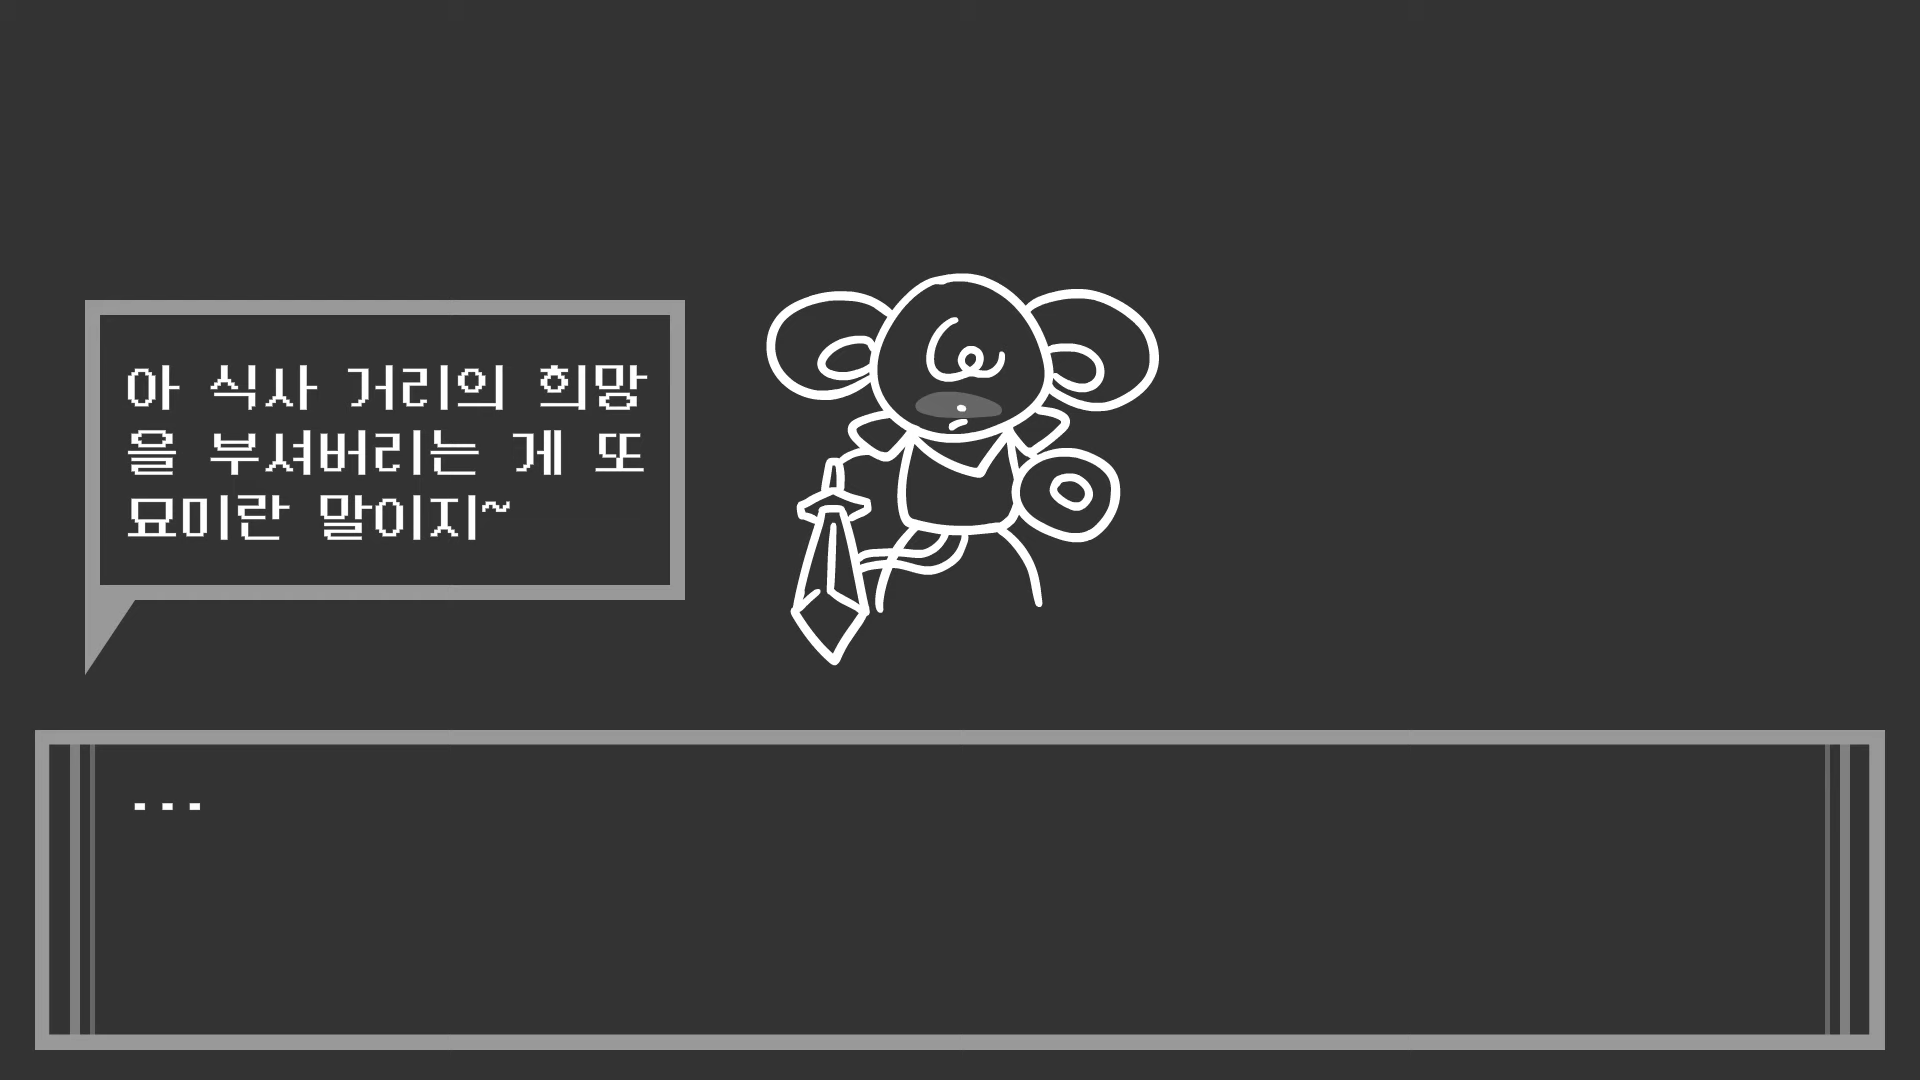 아 식사 거리의 희망
을 부셔버리는 게 또
묘미란 말이지~
...